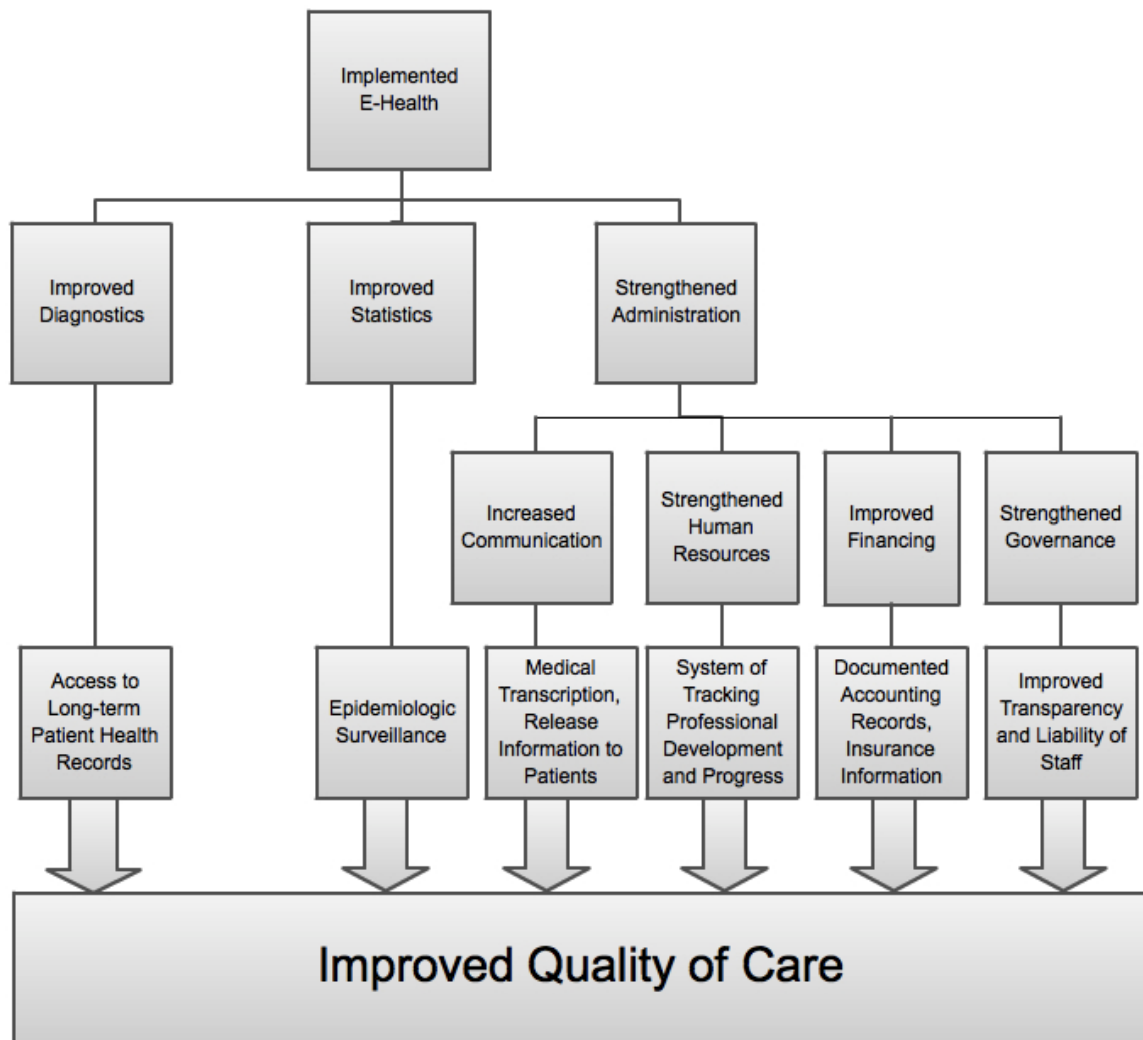 Implemented
E-Health
Improved
Diagnostics
Improved
Statistics
Strengthened
Administration
Increased
Communication
Strengthened
Human
Resources
Improved
Financing
Strengthened
Governance
Access to
Long-term
Patient Health
Records
Epidemiologic
Surveillance
Medical
Transcription,
Release
Information to
Patients
System of
Tracking
Professional
Development
and Progress
Documented
Accounting
Records,
Insurance
Information
Improved
Transparency
and Liability of
Staff
Improved Quality of Care